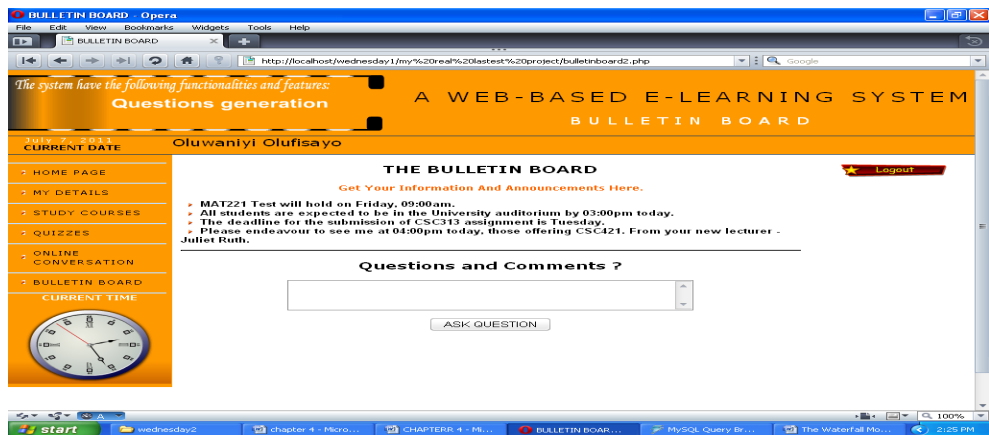 BULLETIN BOARD - Opera
File Edit View Bookmarks Widgets Tools Help
BULLETIN BOARD
http://localhost/wednesday1/my%20real%20lastest%20project/bulletinboard2.php
Google
The system have the following functionalities and features:
Questions generation
A WEB-BASED E-LEARNING SYSTEM
BULLETIN BOARD
July 7, 2011
CURRENT DATE
Oluwaniyi Olufisayo
HOME PAGE
MY DETAILS
STUDY COURSES
QUIZZES
ONLINE
CONVERSATION
BULLETIN BOARD
CURRENT TIME
THE BULLETIN BOARD
Logout
Get Your Information And Announcements Here.
MAT221 Test will hold on Friday, 09:00am.
All students are expected to be in the University auditorium by 03:00pm today.
The deadline for the submission of CSC313 assignment is Tuesday.
Please endeavour to see me at 04:00pm today, those offering CSC421. From your new lecturer -
Juliet Ruth.
Questions and Comments ?
ASK QUESTION
100%
start
wednesday2
chapter 4 - Micro...
CHAPTERR 4 - Mi...
BULLETIN BOAR...
MySQL Query Br...
The Waterfall Mo...
2:25 PM